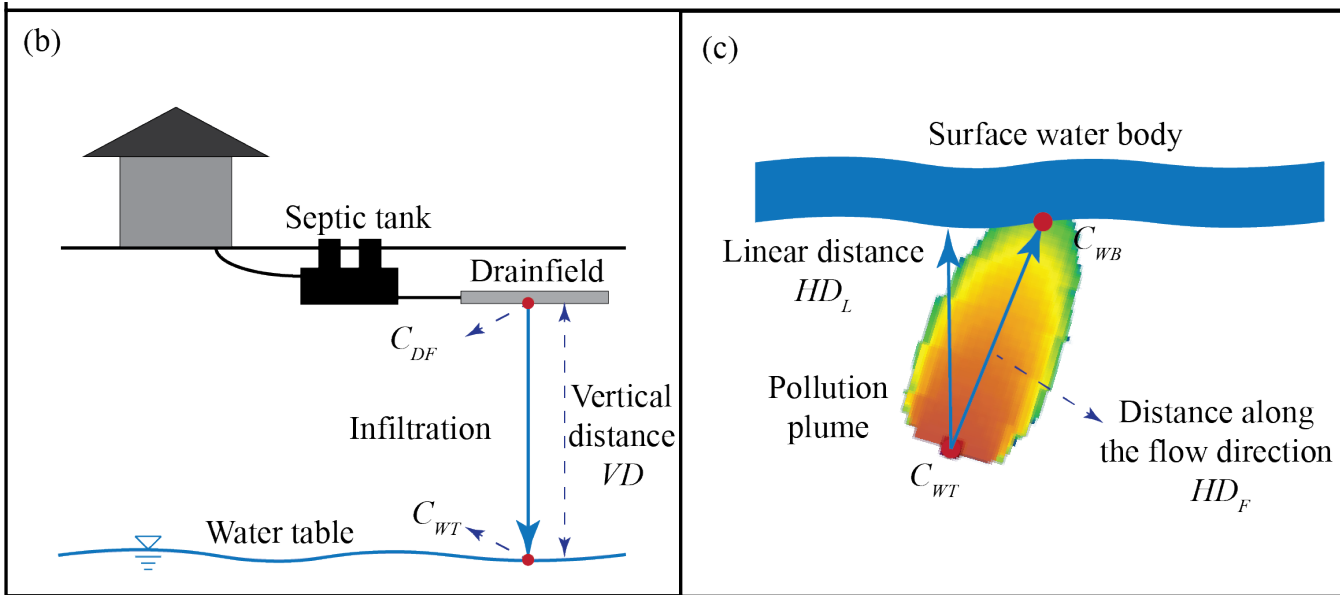 (b)
Septic tank
Drainfield
C_DF
Infiltration
Vertical
distance
VD
C_WT
Water table
(c)
Surface water body
Linear distance
HD_L
C_WB
Pollution
plume
C_WT
Distance along
the flow direction
HD_F